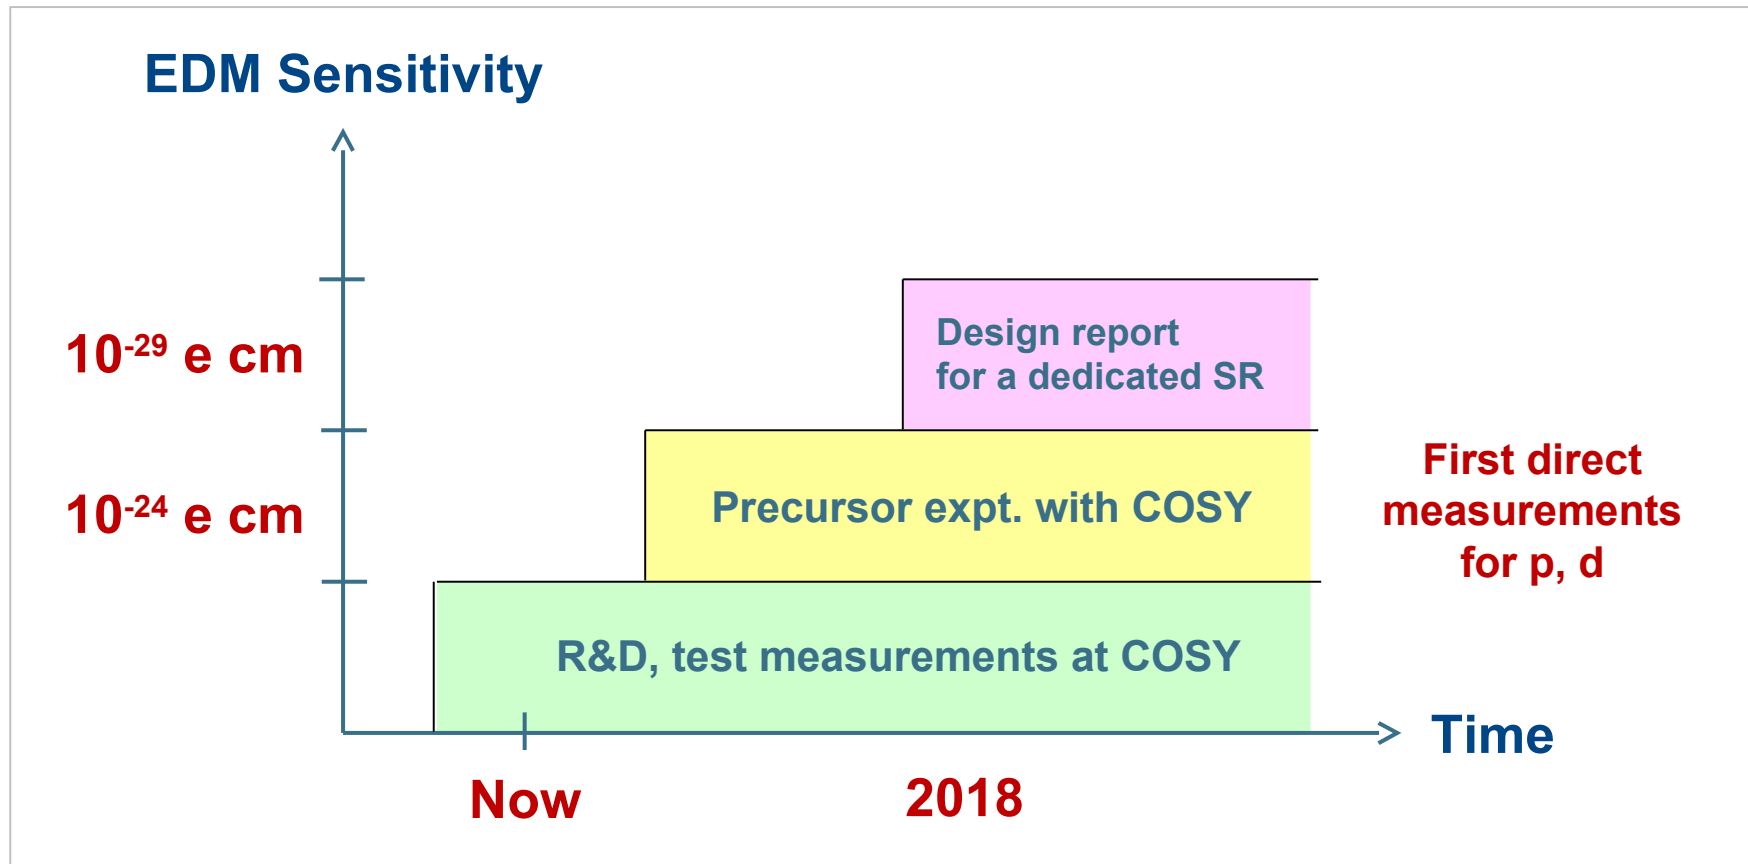 EDM Sensitivity
10⁻²⁹ e cm
Design report
for a dedicated SR
10⁻²⁴ e cm
Precursor expt. with COSY
First direct
measurements
for p, d
R&D, test measurements at COSY
Time
Now
2018